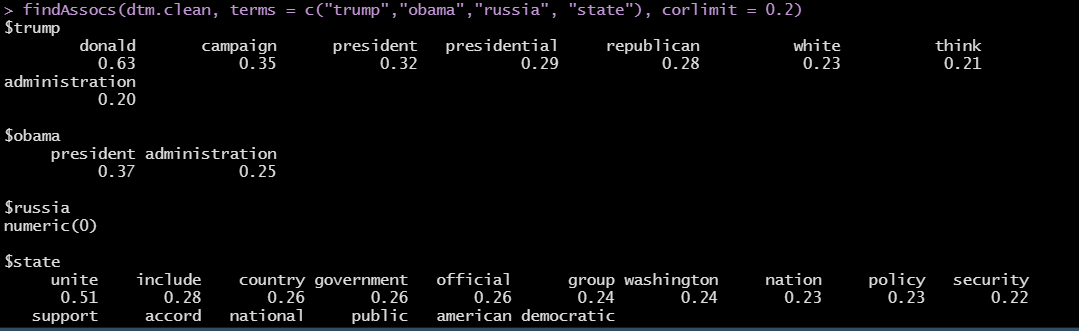 > findAssocs(dtm.clean, terms = c("trump","obama","russia", "state"), corlimit = 0.2)
$trump
donald campaign president presidential republican white think
0.63 0.35 0.32 0.29 0.28 0.23 0.21
administration
0.20
$obama
president administration
0.37 0.25
$russia
numeric(0)
$state
unite include country government official group washington nation policy security
0.51 0.28 0.26 0.26 0.26 0.24 0.24 0.23 0.23 0.22
support accord national public american democratic